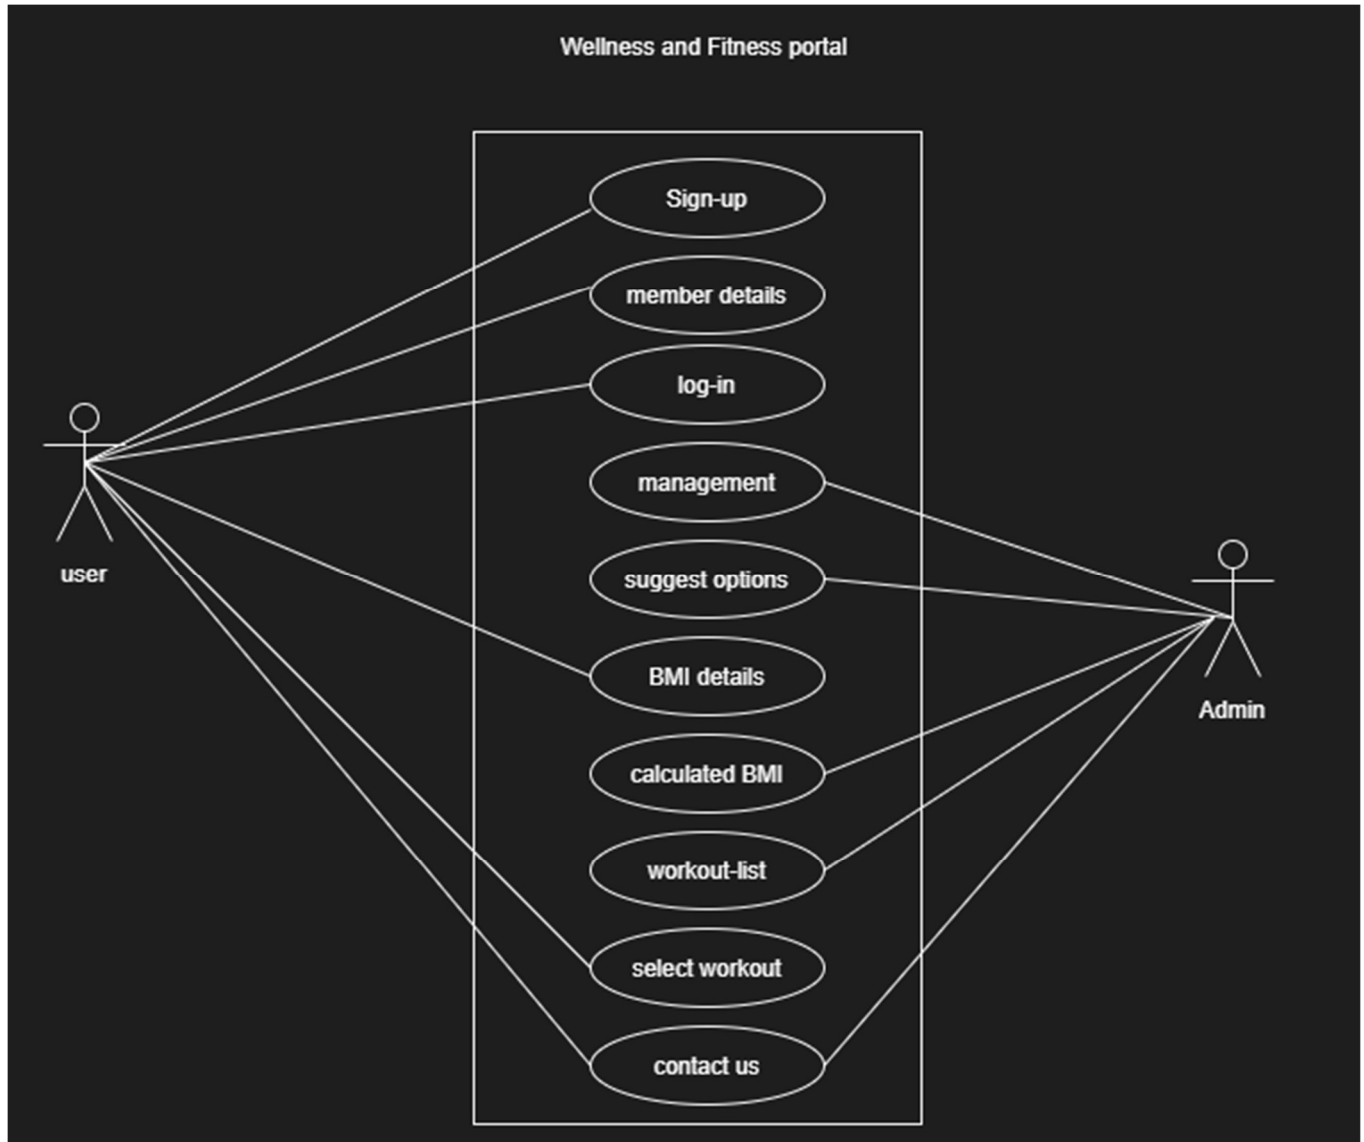 Wellness and Fitness portal
Sign-up
member details
log-in
management
suggest options
BMI details
calculated BMI
workout-list
select workout
contact us
user
Admin